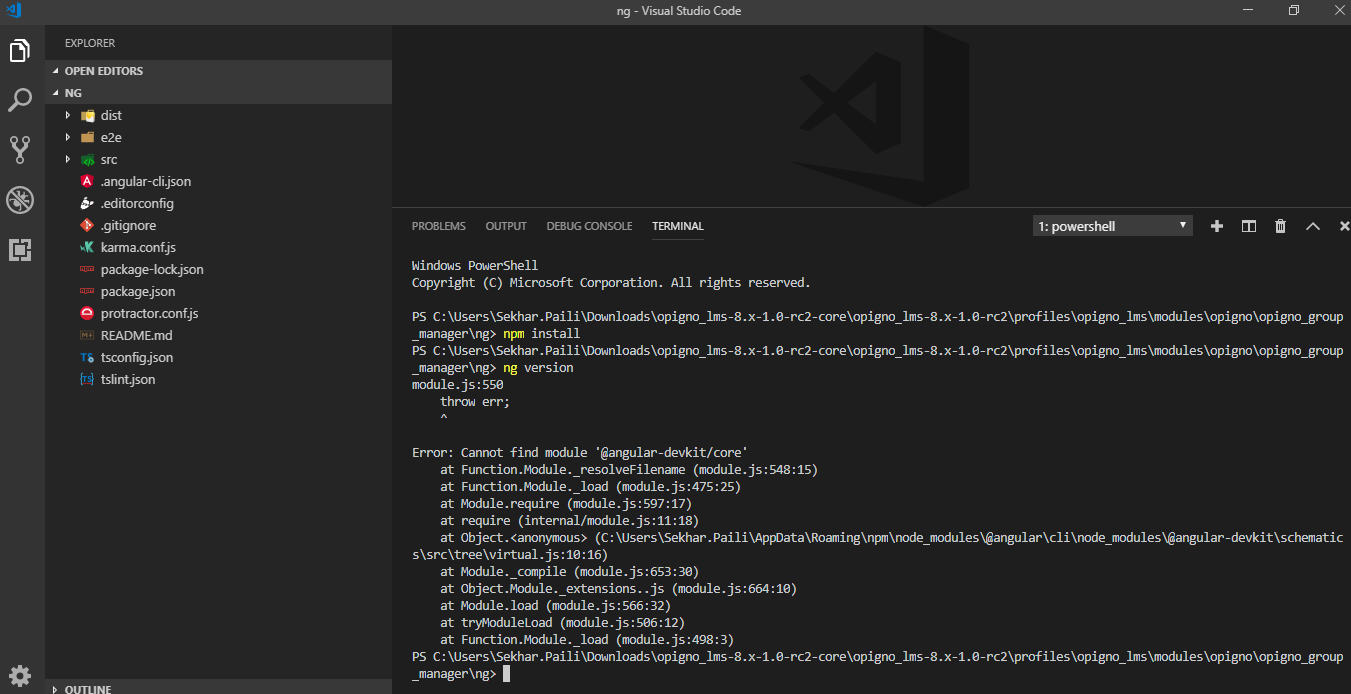 ng - Visual Studio Code
EXPLORER
OPEN EDITORS
NG
dist
e2e
src
.angular-cli.json
.editorconfig
.gitignore
karma.conf.js
package-lock.json
package.json
protractor.conf.js
README.md
tsconfig.json
tslint.json
OUTLINE
PROBLEMS OUTPUT DEBUG CONSOLE TERMINAL 1: powershell
Windows PowerShell
Copyright (C) Microsoft Corporation. All rights reserved.
PS C:\Users\Sekhar.Paili\Downloads\opigno_lms-8.x-1.0-rc2-core\opigno_lms-8.x-1.0-rc2\profiles\opigno_lms\modules\opigno\opigno_group
_manager\ng> npm install
PS C:\Users\Sekhar.Paili\Downloads\opigno_lms-8.x-1.0-rc2-core\opigno_lms-8.x-1.0-rc2\profiles\opigno_lms\modules\opigno\opigno_group
_manager\ng> ng version
module.js:550
    throw err;
    ^
Error: Cannot find module '@angular-devkit/core'
    at Function.Module._resolveFilename (module.js:548:15)
    at Function.Module._load (module.js:475:25)
    at Module.require (module.js:597:17)
    at require (internal/module.js:11:18)
    at Object.<anonymous> (C:\Users\Sekhar.Paili\AppData\Roaming\npm\node_modules\@angular\cli\node_modules\@angular-devkit\schematic
s\src\tree\virtual.js:10:16)
    at Module._compile (module.js:653:30)
    at Object.Module._extensions..js (module.js:664:10)
    at Module.load (module.js:566:32)
    at tryModuleLoad (module.js:506:12)
    at Function.Module._load (module.js:498:3)
PS C:\Users\Sekhar.Paili\Downloads\opigno_lms-8.x-1.0-rc2-core\opigno_lms-8.x-1.0-rc2\profiles\opigno_lms\modules\opigno\opigno_group
_manager\ng>